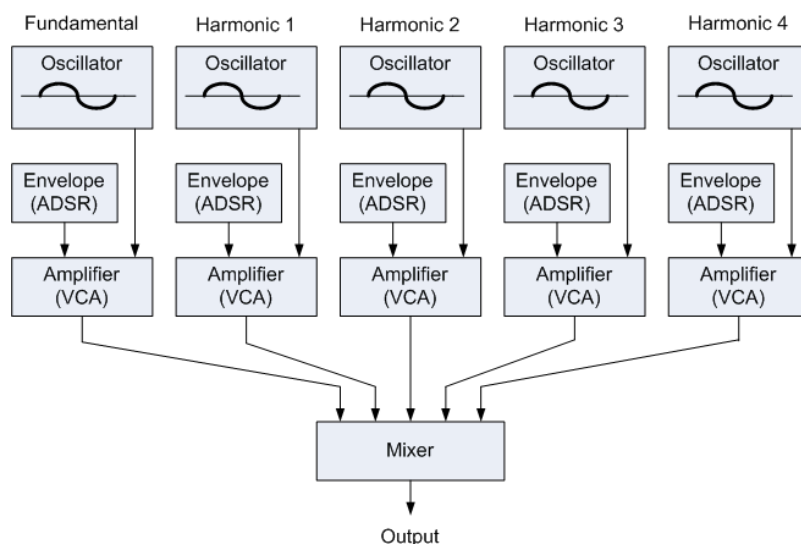 Fundamental
Harmonic 1
Harmonic 2
Harmonic 3
Harmonic 4
Oscillator
Oscillator
Oscillator
Oscillator
Oscillator
Envelope
(ADSR)
Envelope
(ADSR)
Envelope
(ADSR)
Envelope
(ADSR)
Envelope
(ADSR)
Amplifier
(VCA)
Amplifier
(VCA)
Amplifier
(VCA)
Amplifier
(VCA)
Amplifier
(VCA)
Mixer
Output